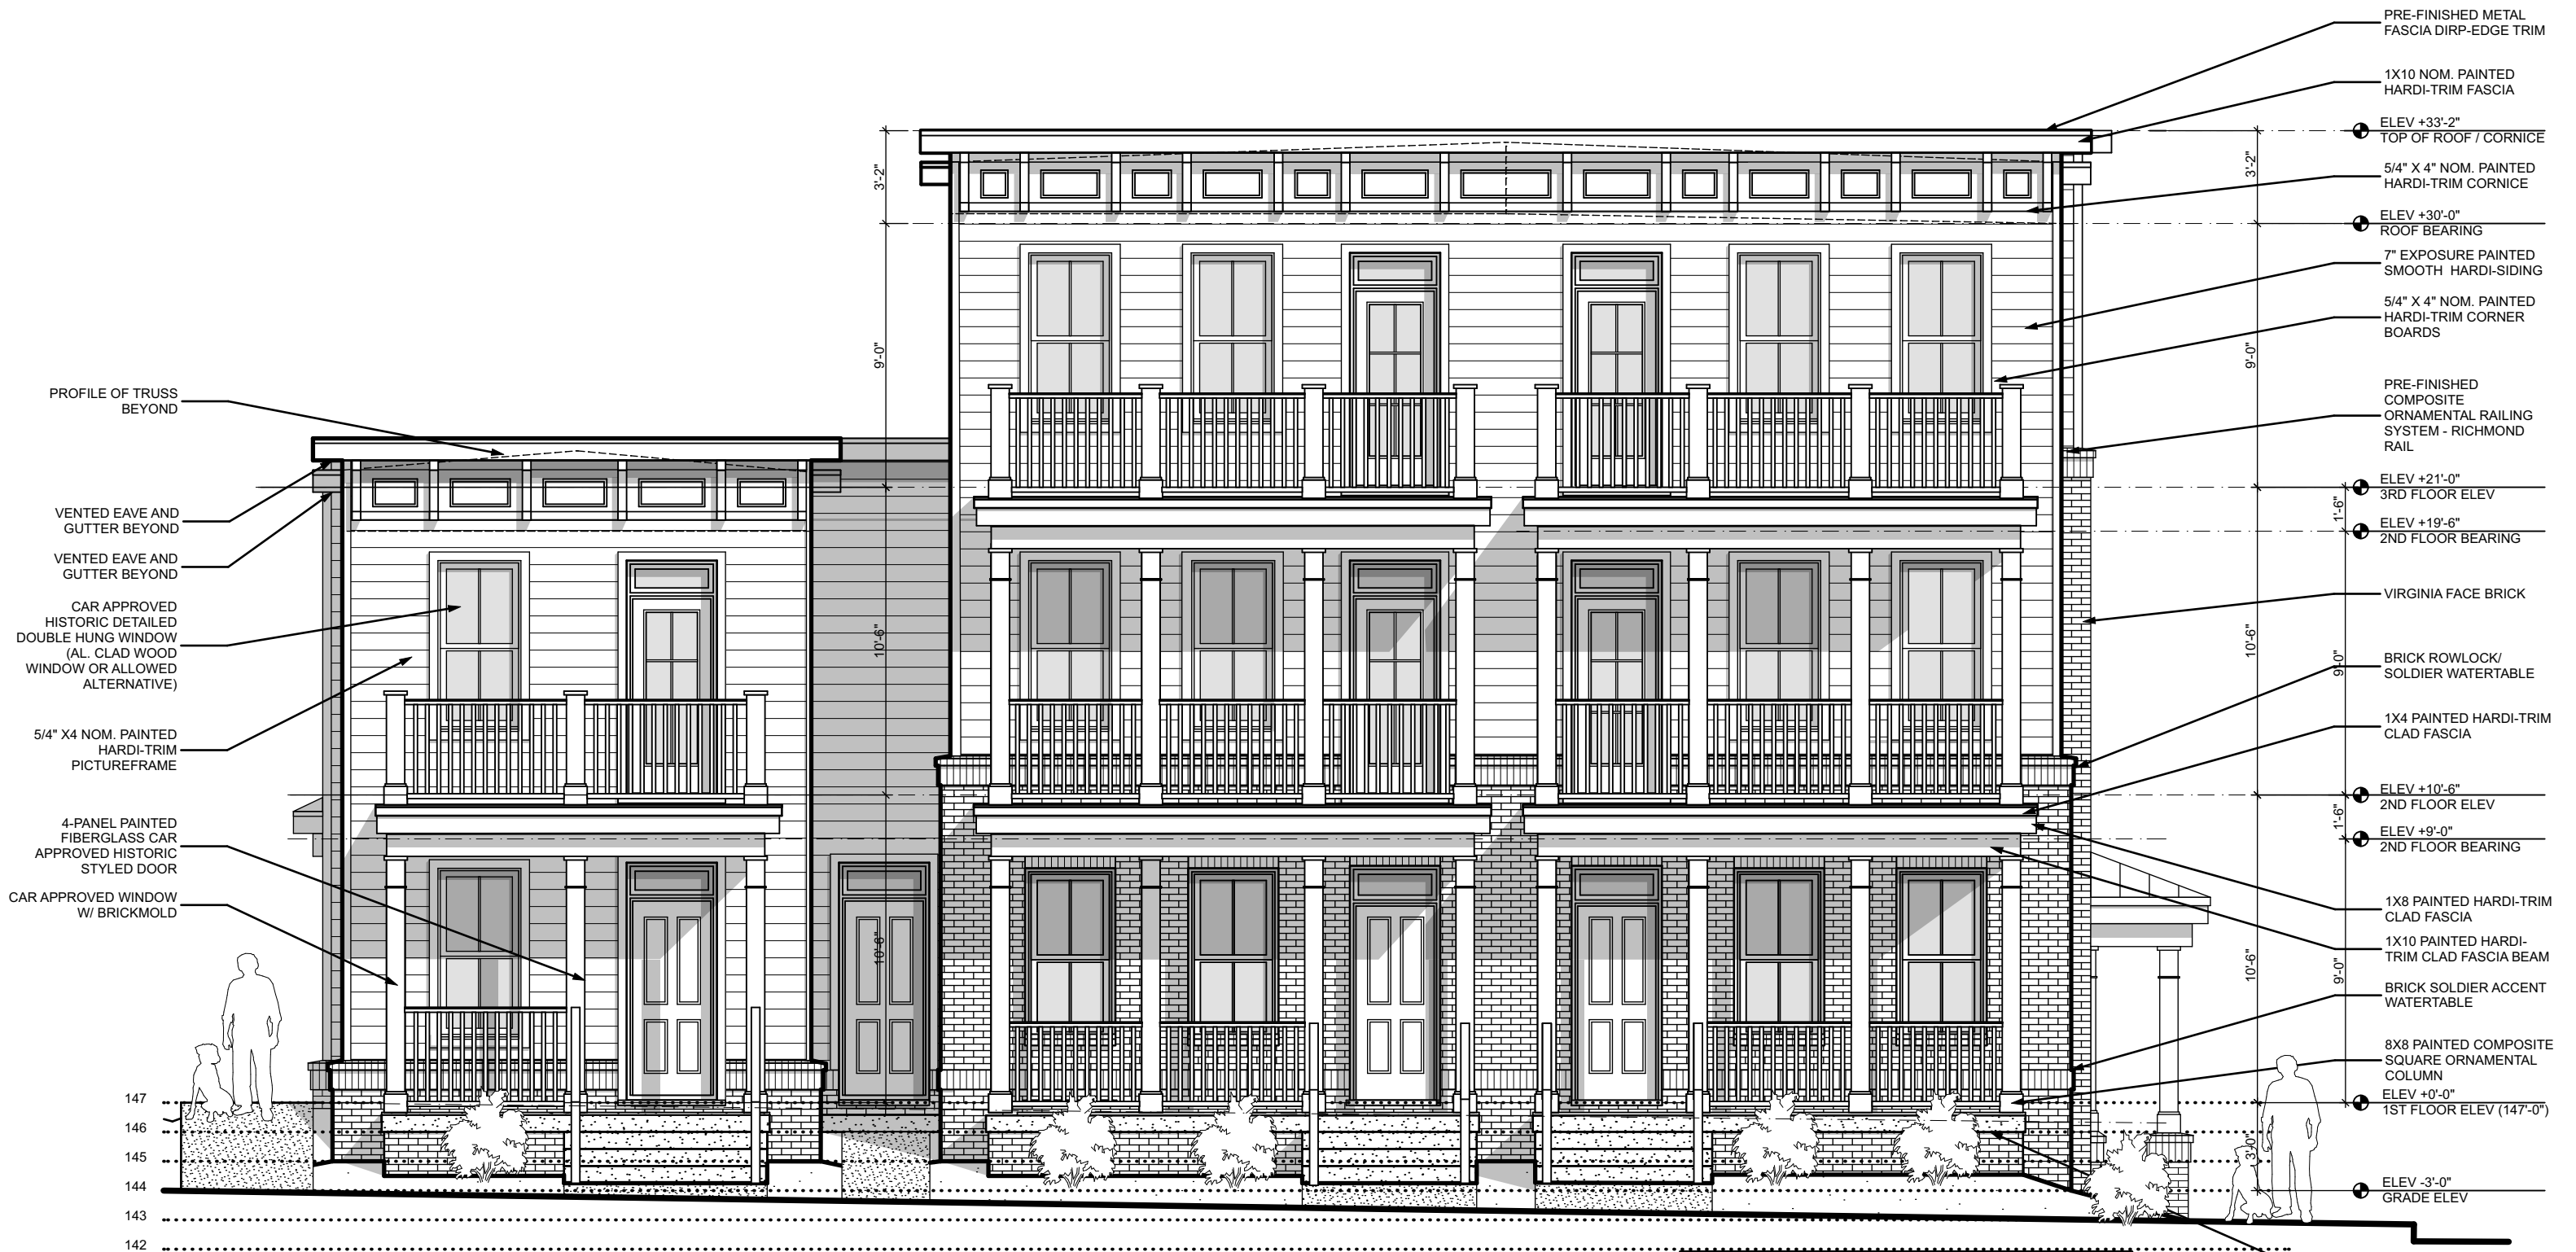 PROFILE OF TRUSS
BEYOND
VENTED EAVE AND
GUTTER BEYOND
VENTED EAVE AND
GUTTER BEYOND
CAR APPROVED
HISTORIC DETAILED
DOUBLE HUNG WINDOW
(AL. CLAD WOOD
WINDOW OR ALLOWED
ALTERNATIVE)
5/4" X4 NOM. PAINTED
HARDI-TRIM
PICTUREFRAME
4-PANEL PAINTED
FIBERGLASS CAR
APPROVED HISTORIC
STYLED DOOR
CAR APPROVED WINDOW
W/ BRICKMOLD
147
146
145
144
143
142
3'-2"
9'-0"
10'-6"
10'-6"
3'-2"
9'-0"
1'-6"
10'-6"
9'-0"
1'-6"
10'-6"
9'-0"
3'-0"
PRE-FINISHED METAL
FASCIA DIRP-EDGE TRIM
1X10 NOM. PAINTED
HARDI-TRIM FASCIA
ELEV +33'-2"
TOP OF ROOF / CORNICE
5/4" X 4" NOM. PAINTED
HARDI-TRIM CORNICE
ELEV +30'-0"
ROOF BEARING
7" EXPOSURE PAINTED
SMOOTH HARDI-SIDING
5/4" X 4" NOM. PAINTED
HARDI-TRIM CORNER
BOARDS
PRE-FINISHED
COMPOSITE
ORNAMENTAL RAILING
SYSTEM - RICHMOND
RAIL
ELEV +21'-0"
3RD FLOOR ELEV
ELEV +19'-6"
2ND FLOOR BEARING
VIRGINIA FACE BRICK
BRICK ROWLOCK/
SOLDIER WATERTABLE
1X4 PAINTED HARDI-TRIM
CLAD FASCIA
ELEV +10'-6"
2ND FLOOR ELEV
ELEV +9'-0"
2ND FLOOR BEARING
1X8 PAINTED HARDI-TRIM
CLAD FASCIA
1X10 PAINTED HARDI-
TRIM CLAD FASCIA BEAM
BRICK SOLDIER ACCENT
WATERTABLE
8X8 PAINTED COMPOSITE
SQUARE ORNAMENTAL
COLUMN
ELEV +0'-0"
1ST FLOOR ELEV (147'-0")
ELEV -3'-0"
GRADE ELEV